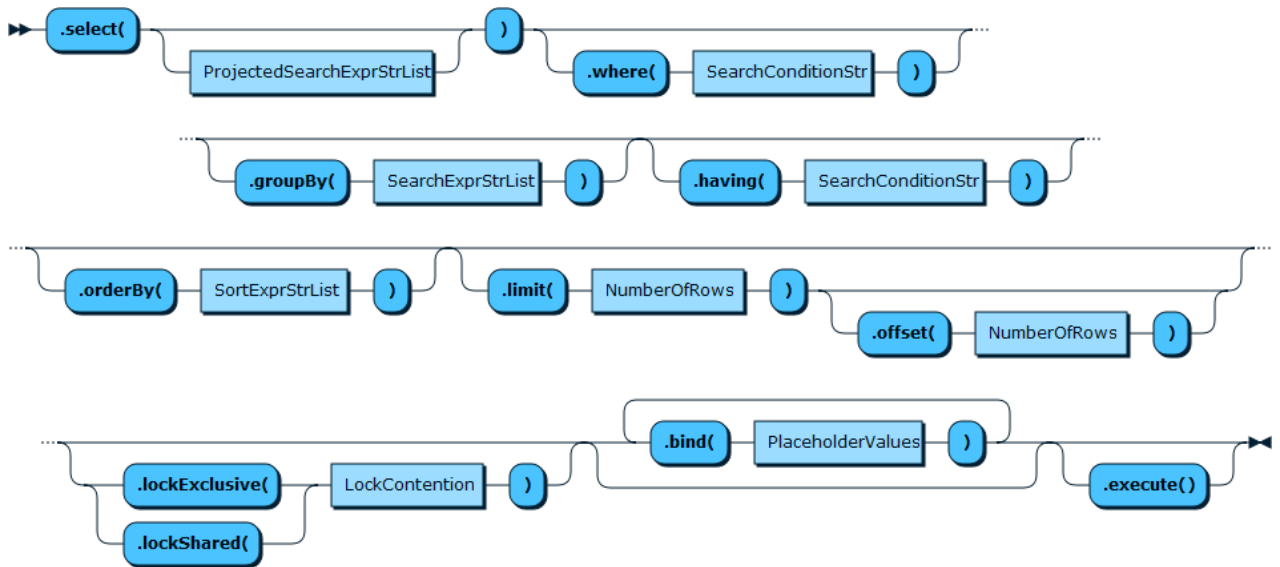 .select( )
ProjectedSearchExprStrList .where( SearchConditionStr )
.groupBy( SearchExprStrList ) .having( SearchConditionStr )
.orderBy( SortExprStrList ) .limit( NumberOfRows )
.offset( NumberOfRows )
.bind( PlaceholderValues )
.lockExclusive( LockContention ) .execute()
.lockShared(